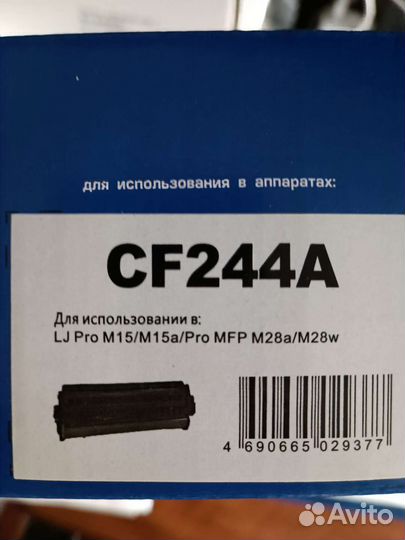 для использования в аппаратах:
CF244A
Для использовании в:
LJ Pro M15/M15a/Pro MFP M28a/M28w
4 690665 029377
Avito